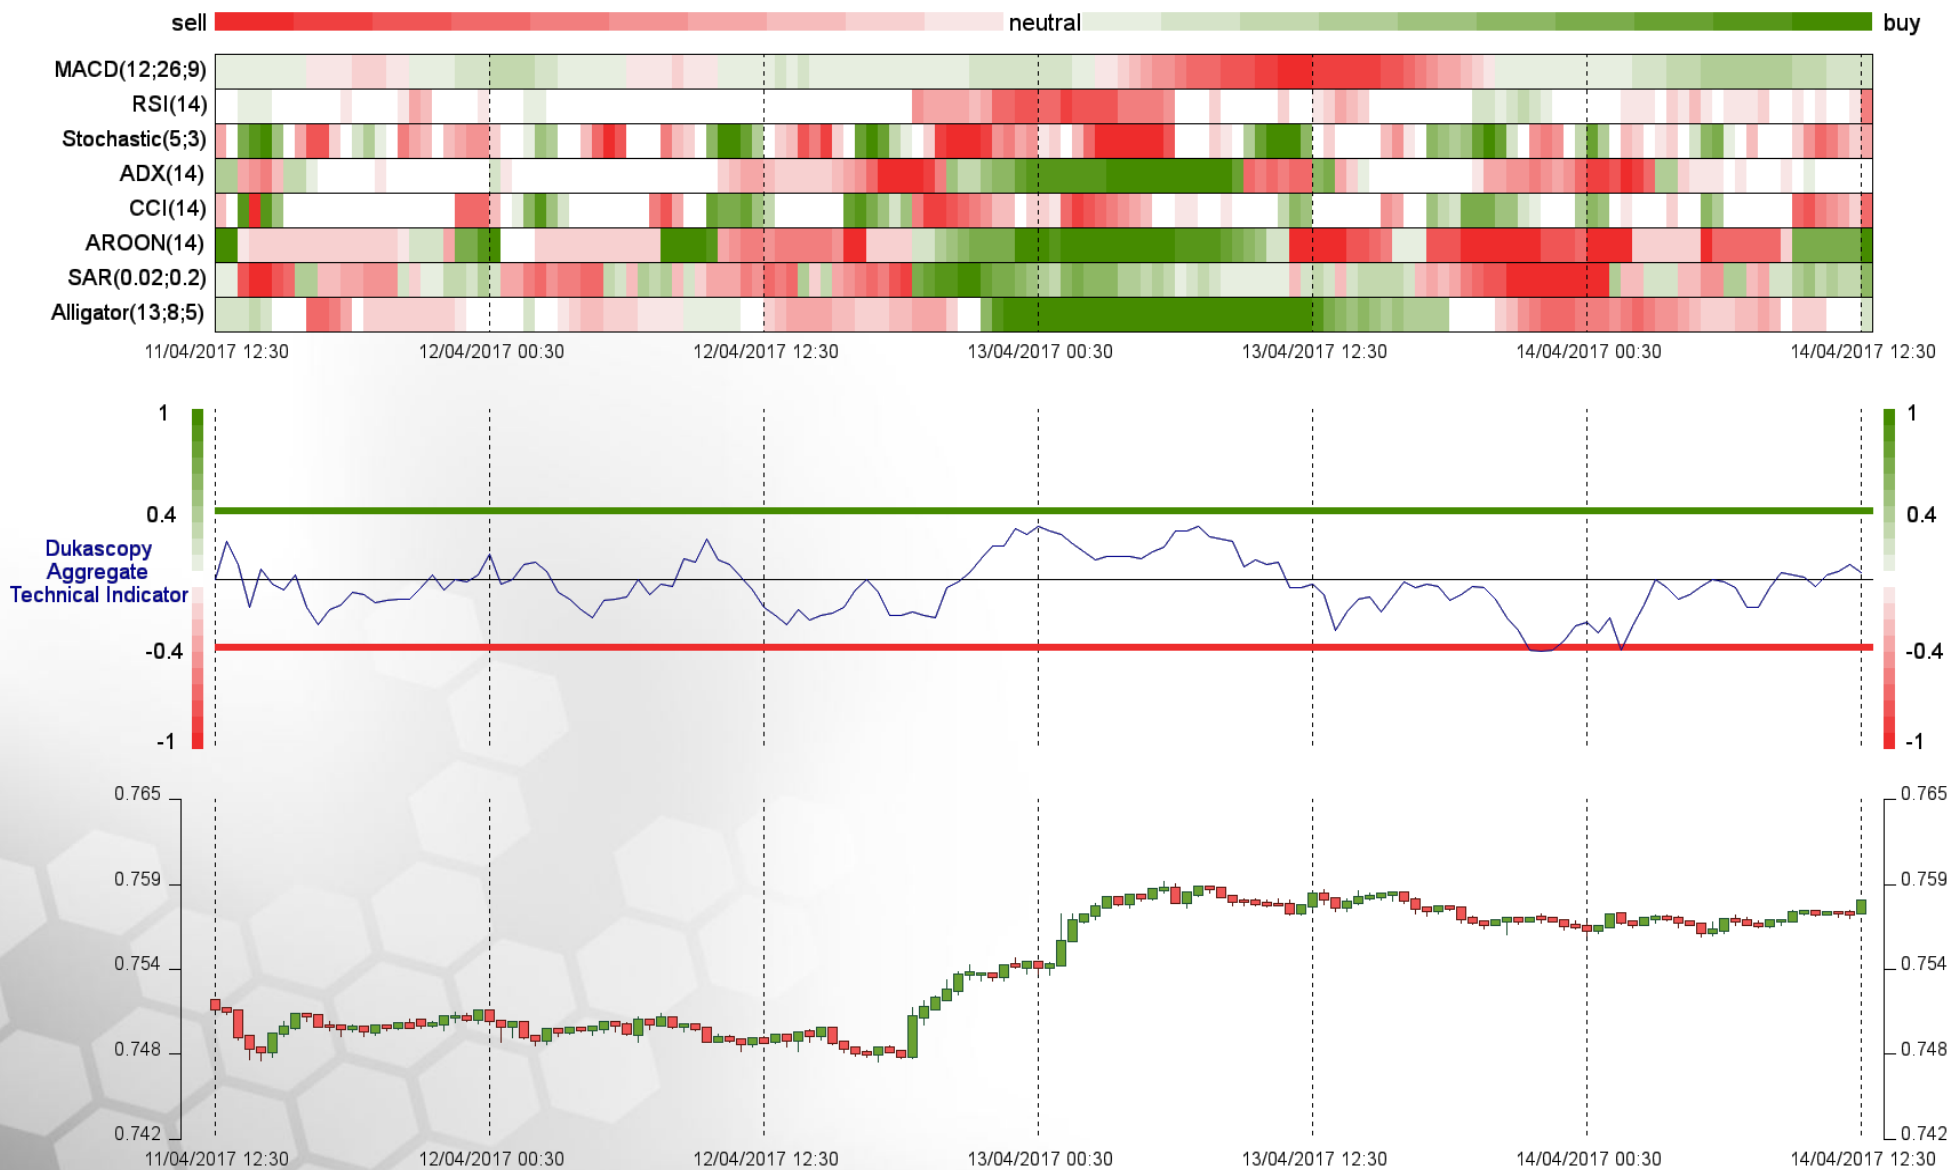 sell neutral buy
MACD(12;26;9)
RSI(14)
Stochastic(5;3)
ADX(14)
CCI(14)
AROON(14)
SAR(0.02;0.2)
Alligator(13;8;5)
11/04/2017 12:30 12/04/2017 00:30 12/04/2017 12:30 13/04/2017 00:30 13/04/2017 12:30 14/04/2017 00:30 14/04/2017 12:30
1 1
0.4 0.4
Dukascopy
Aggregate
Technical Indicator
-0.4 -0.4
-1 -1
0.765 0.765
0.759 0.759
0.754 0.754
0.748 0.748
0.742 0.742
11/04/2017 12:30 12/04/2017 00:30 12/04/2017 12:30 13/04/2017 00:30 13/04/2017 12:30 14/04/2017 00:30 14/04/2017 12:30